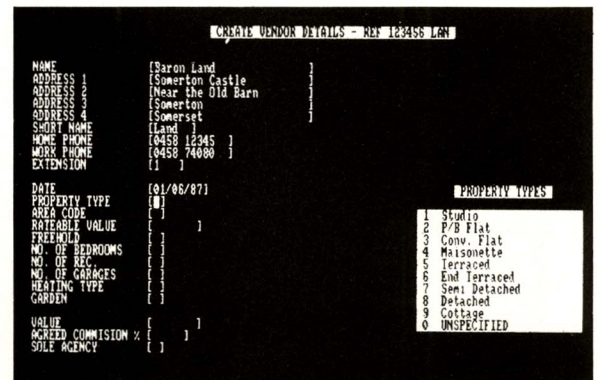 CREATE VENDOR DETAILS - REF 123456 LAN
NAME [Baron Land ]
ADDRESS 1 [Somerton Castle ]
ADDRESS 2 [Near the Old Barn ]
ADDRESS 3 [Somerton ]
ADDRESS 4 [Somerset ]
SHORT NAME [Land ]
HOME PHONE [0458 12345 ]
WORK PHONE [0458 74080 ]
EXTENSION [1 ]
DATE [01/06/87]
PROPERTY TYPE [ ]
AREA CODE [ ]
RATEABLE VALUE [ ]
FREEHOLD [ ]
NO. OF BEDROOMS [ ]
NO. OF REC. [ ]
NO. OF GARAGES [ ]
HEATING TYPE [ ]
GARDEN [ ]
VALUE [ ]
AGREED COMMISION % [ ]
SOLE AGENCY [ ]
PROPERTY TYPES
1 Studio
2 P/B Flat
3 Conv. Flat
4 Maisonette
5 Terraced
6 End Terraced
7 Semi Detached
8 Detached
9 Cottage
0 UNSPECIFIED